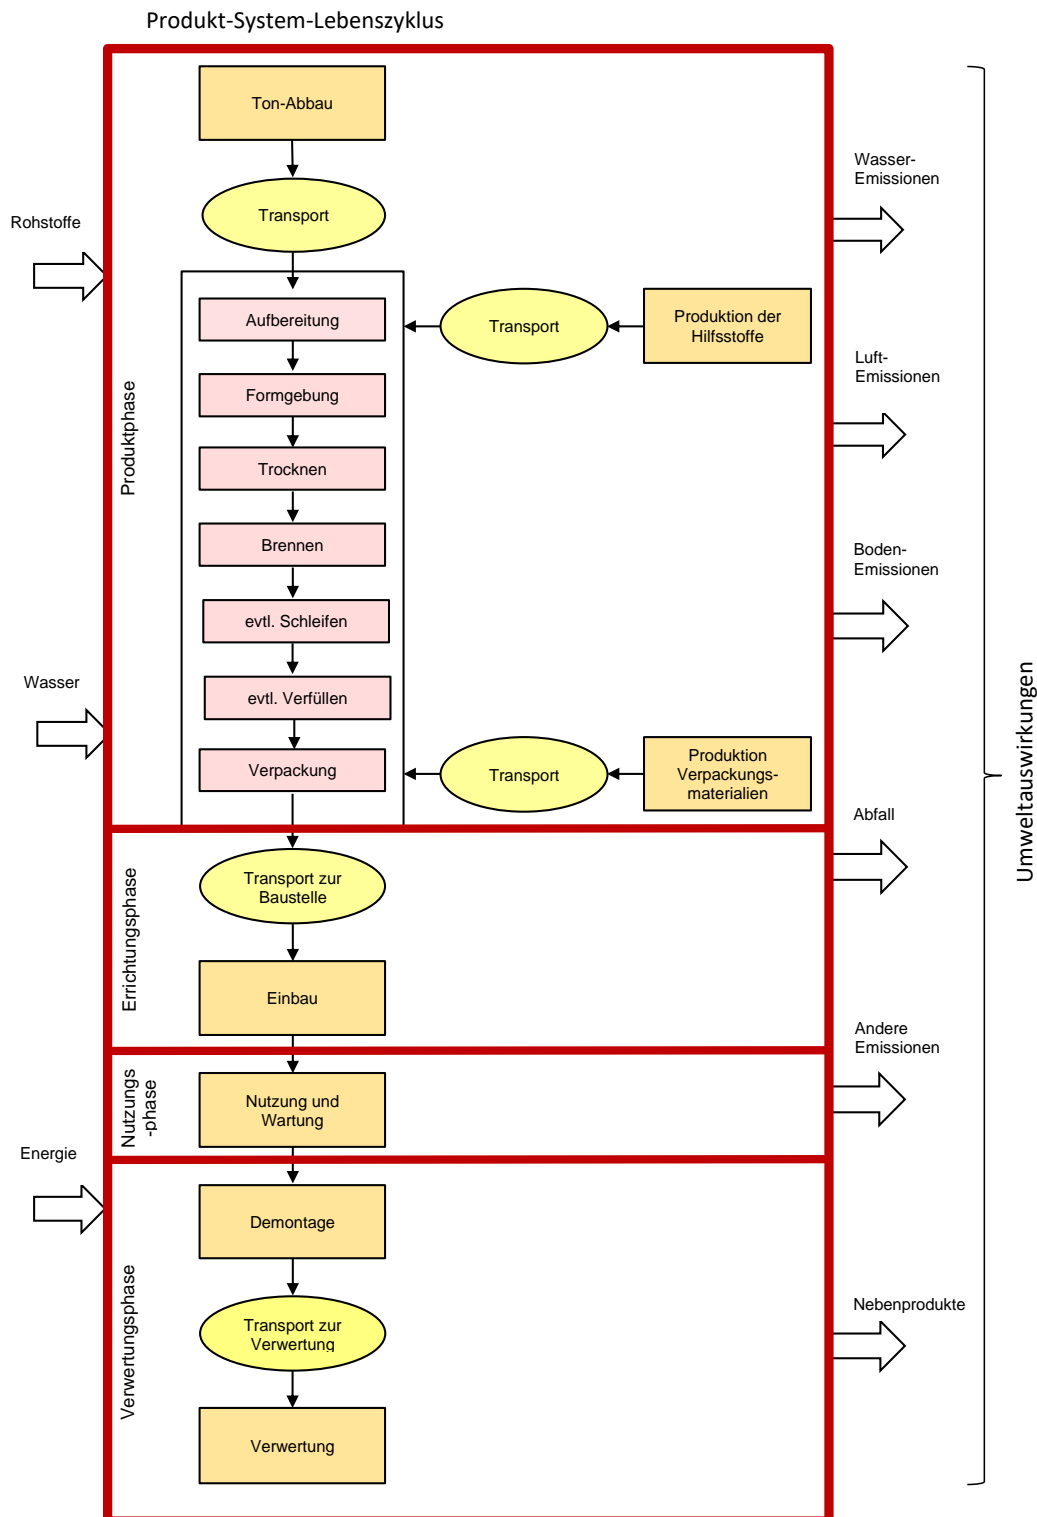 Produkt-System-Lebenszyklus
Ton-Abbau
Transport
Rohstoffe
Wasser-
Emissionen
Aufbereitung
Transport
Produktion der
Hilfsstoffe
Formgebung
Luft-
Emissionen
Produktphase
Trocknen
Brennen
Boden-
Emissionen
evtl. Schleifen
evtl. Verfüllen
Wasser
Verpackung
Transport
Produktion
Verpackungs-
materialien
Umweltauswirkungen
Abfall
Errichtungsphase
Transport zur
Baustelle
Einbau
Andere
Emissionen
Nutzungs
-phase
Nutzung und
Wartung
Energie
Verwertungsphase
Demontage
Transport zur
Verwertung
Nebenprodukte
Verwertung